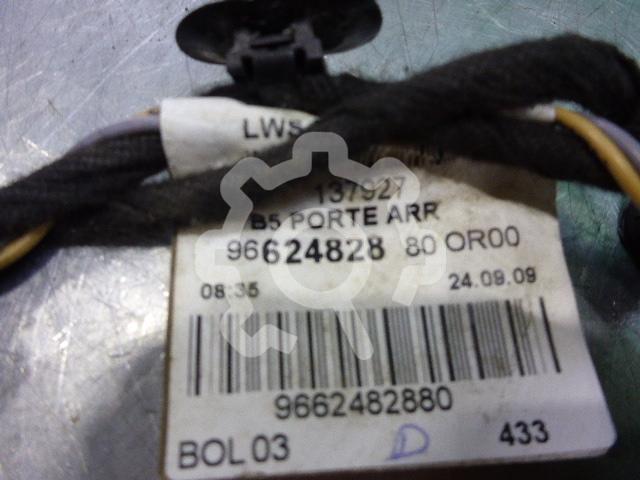 LWS
137927
B5 PORTE ARR
96624828 80 OR00
08:35 24.09.09
9662482880
BOL 03 D 433